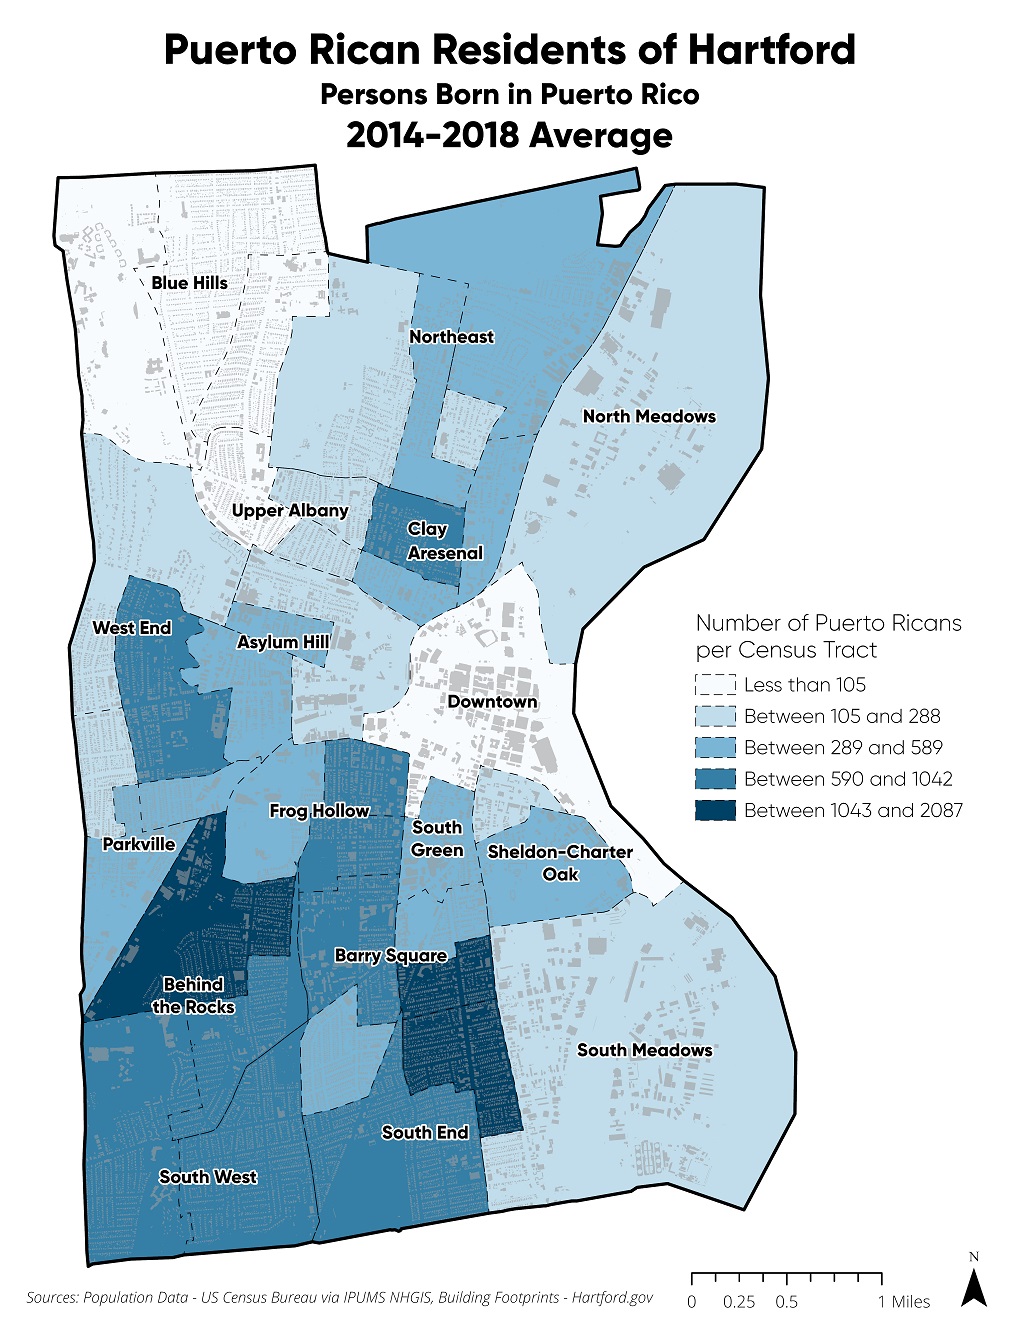 Puerto Rican Residents of Hartford
Persons Born in Puerto Rico
2014-2018 Average
Blue Hills
Northeast
North Meadows
Upper Albany
Clay
Aresenal
West End
Asylum Hill
Downtown
Number of Puerto Ricans
per Census Tract
Less than 105
Between 105 and 288
Between 289 and 589
Between 590 and 1042
Between 1043 and 2087
Frog Hollow
South
Green
Parkville
Sheldon-Charter
Oak
Barry Square
Behind
the Rocks
South Meadows
South End
South West
N
Sources: Population Data - US Census Bureau via IPUMS NHGIS, Building Footprints - Hartford.gov
0 0.25 0.5 1 Miles